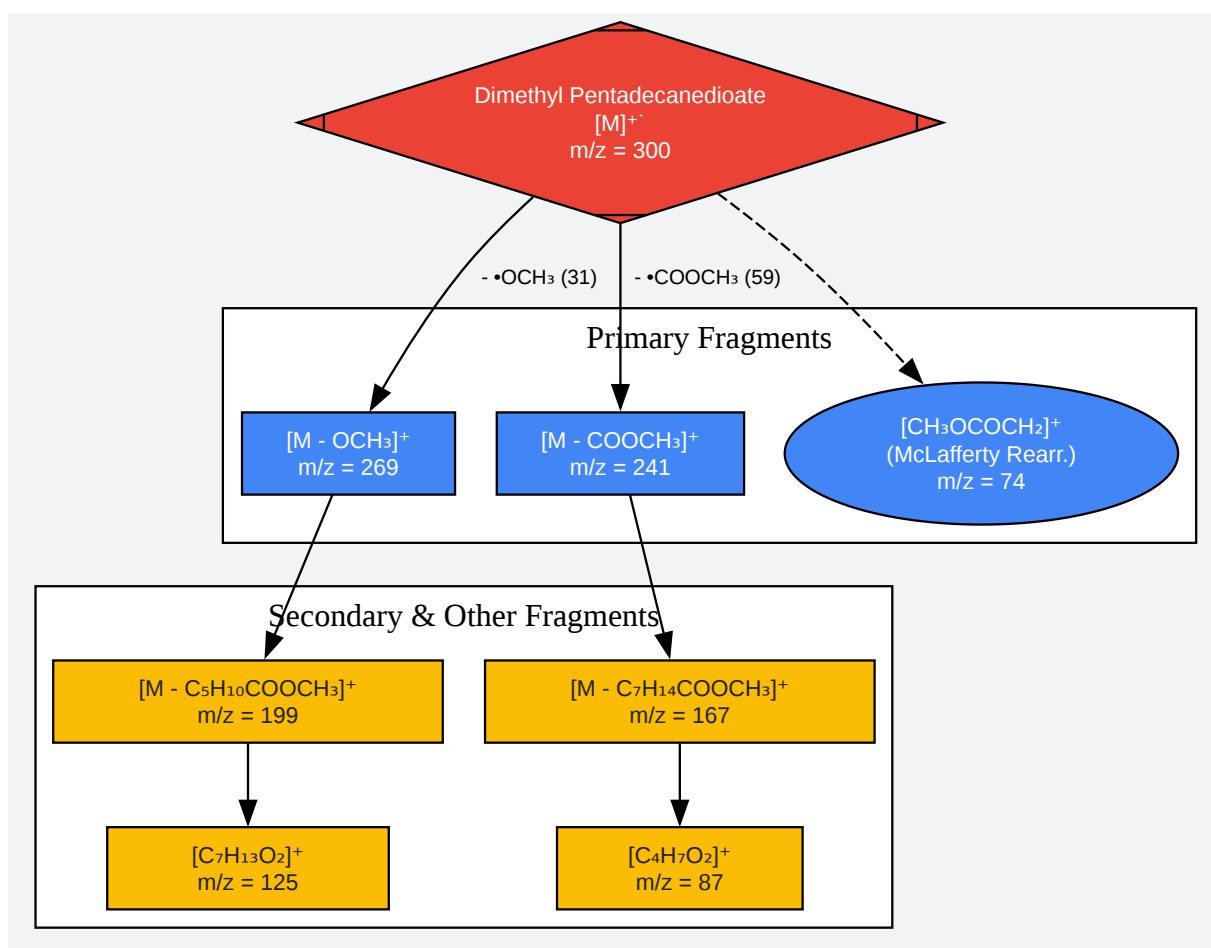 Dimethyl Pentadecanedioate
[M]⁺˙
m/z = 300
- •OCH₃ (31)
- •COOCH₃ (59)
Primary Fragments
[M - OCH₃]⁺
m/z = 269
[M - COOCH₃]⁺
m/z = 241
[CH₃OCOCH₂]⁺
(McLafferty Rearr.)
m/z = 74
Secondary & Other Fragments
[M - C₅H₁₀COOCH₃]⁺
m/z = 199
[M - C₇H₁₄COOCH₃]⁺
m/z = 167
[C₇H₁₃O₂]⁺
m/z = 125
[C₄H₇O₂]⁺
m/z = 87